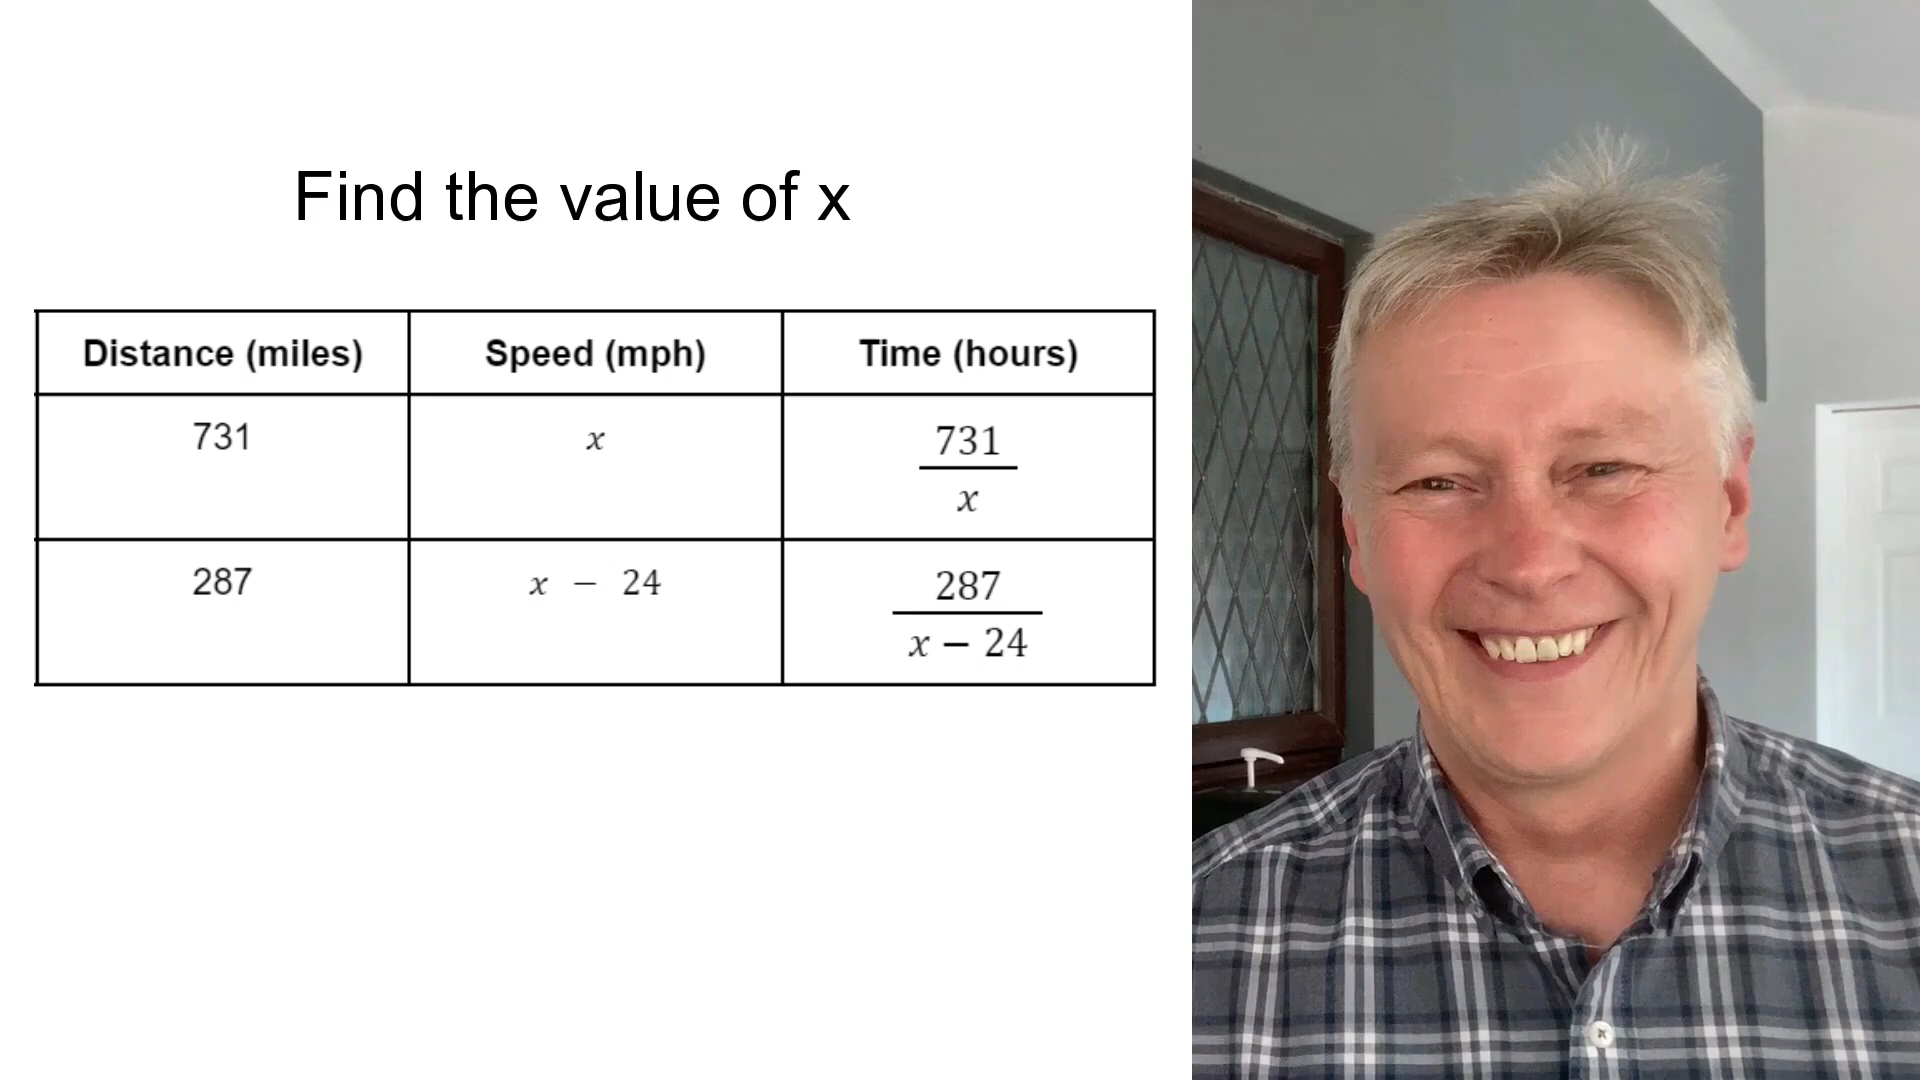 Find the value of x
Distance (miles) Speed (mph) Time (hours)
731 x 731/x
287 x − 24 287/(x − 24)